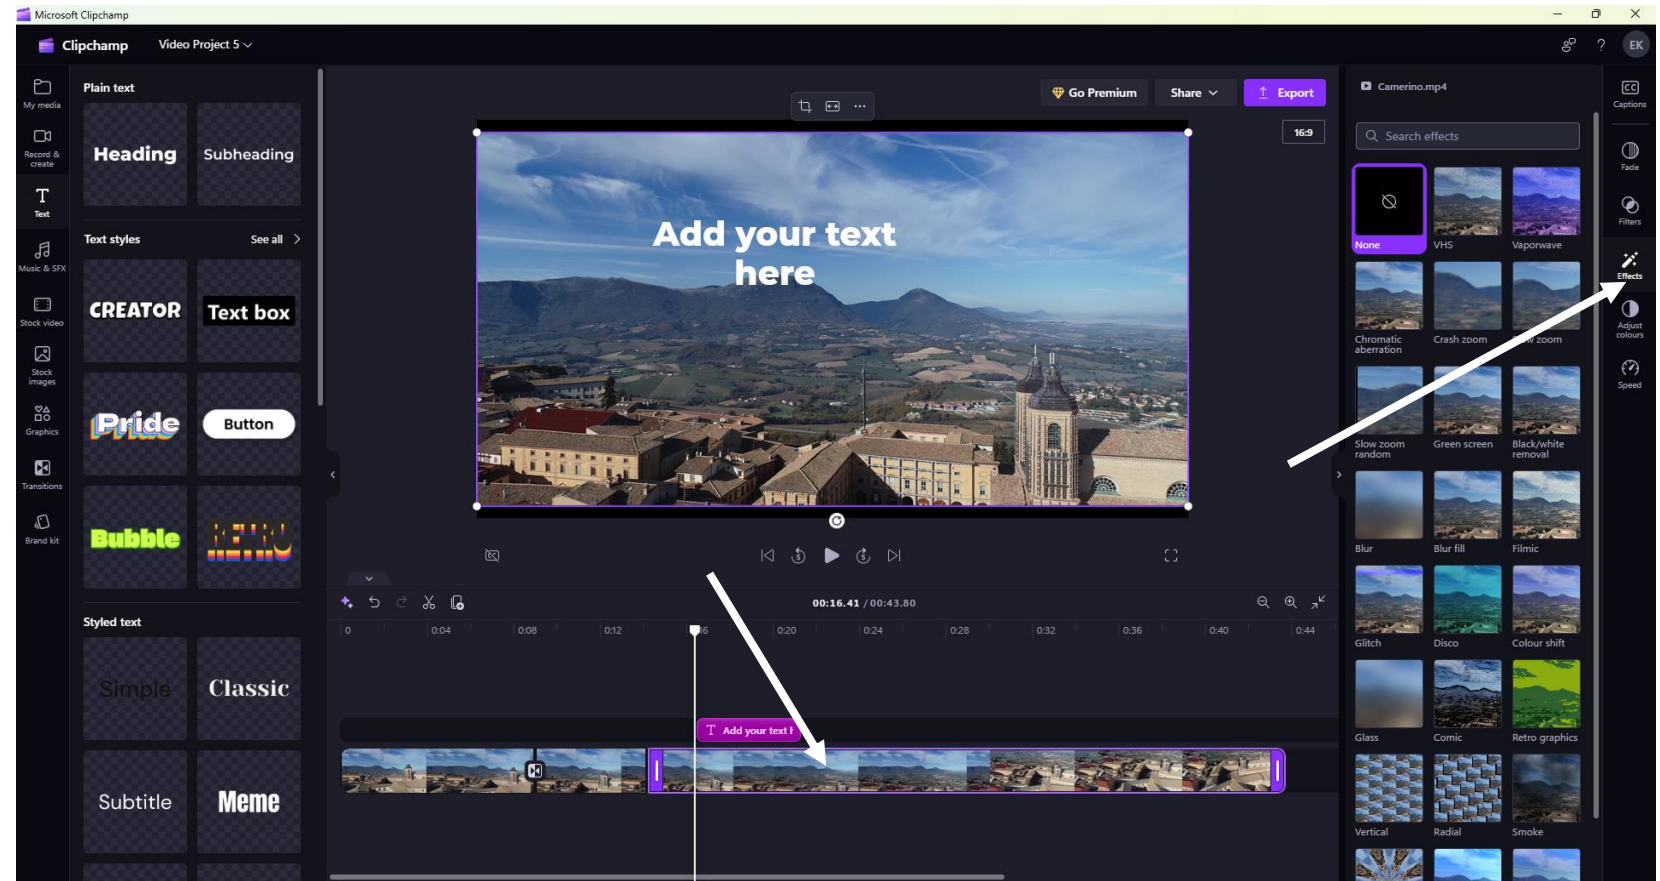 Microsoft Clipchamp
Clipchamp
Video Project 5
EK
My media
Record & create
Text
Music & SFX
Stock video
Stock images
Graphics
Transitions
Brand kit
Plain text
Heading
Subheading
Text styles
See all
CREATOR
Text box
Pride
Button
Bubble
RETRO
Styled text
Simple
Classic
Subtitle
Meme
Go Premium
Share
Export
16:9
Add your text
here
00:16.41 / 00:43.80
0
0:04
0:08
0:12
0:20
0:24
0:28
0:32
0:36
0:40
0:44
T Add your text h
Camerino.mp4
Search effects
None
VHS
Vaporwave
Chromatic
aberration
Crash zoom
zoom
Slow zoom
random
Green screen
Black/white
removal
Blur
Blur fill
Filmic
Glitch
Disco
Colour shift
Glass
Comic
Retro graphics
Vertical
Radial
Smoke
CC
Captions
Fade
Filters
Effects
Adjust
colours
Speed